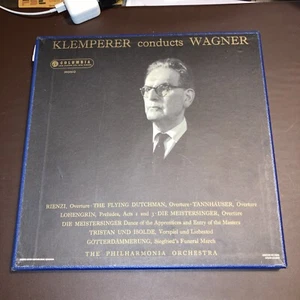 KLEMPERER conducts WAGNER
COLUMBIA
RIENZI, Overture · THE FLYING DUTCHMAN, Overture · TANNHÄUSER, Overture
LOHENGRIN, Preludes, Acts 1 and 3 DIE MEISTERSINGER, Overture
DIE MEISTERSINGER Dance of the Apprentices and Entry of the Masters
TRISTAN UND ISOLDE, Vorspiel und Liebestod
GÖTTERDÄMMERUNG, Siegfried's Funeral March
THE PHILHARMONIA ORCHESTRA